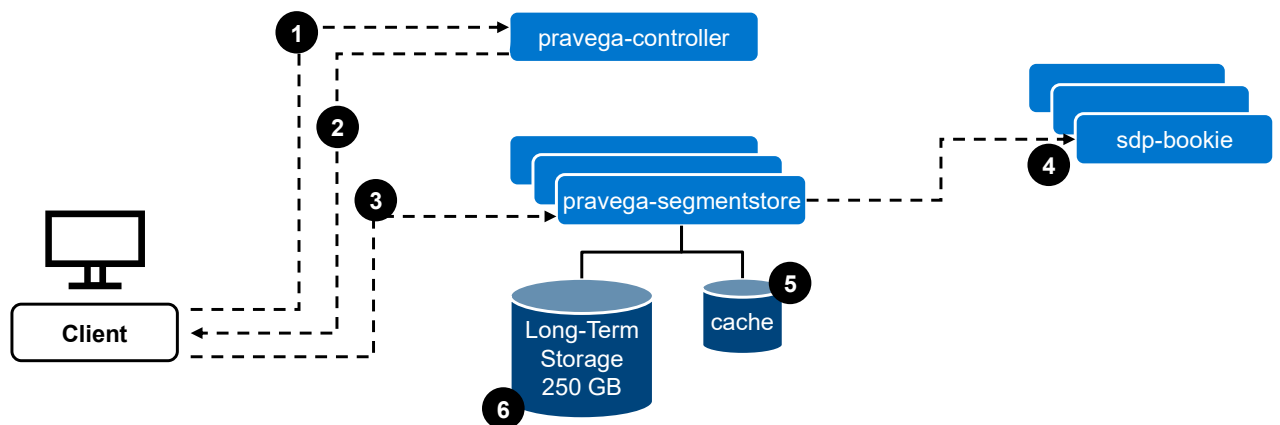 1
pravega-controller
2
sdp-bookie
4
3
pravega-segmentstore
Client
5
cache
Long-Term
Storage
250 GB
6